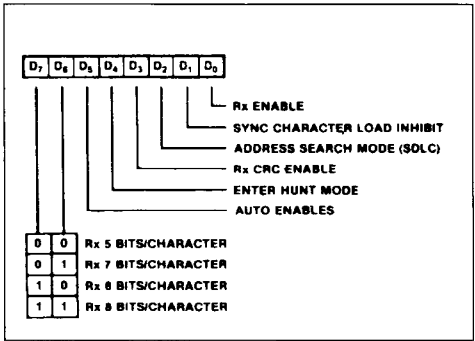 D7 D6 D5 D4 D3 D2 D1 D0
Rx ENABLE
SYNC CHARACTER LOAD INHIBIT
ADDRESS SEARCH MODE (SDLC)
Rx CRC ENABLE
ENTER HUNT MODE
AUTO ENABLES
0 0 Rx 5 BITS/CHARACTER
0 1 Rx 7 BITS/CHARACTER
1 0 Rx 6 BITS/CHARACTER
1 1 Rx 8 BITS/CHARACTER